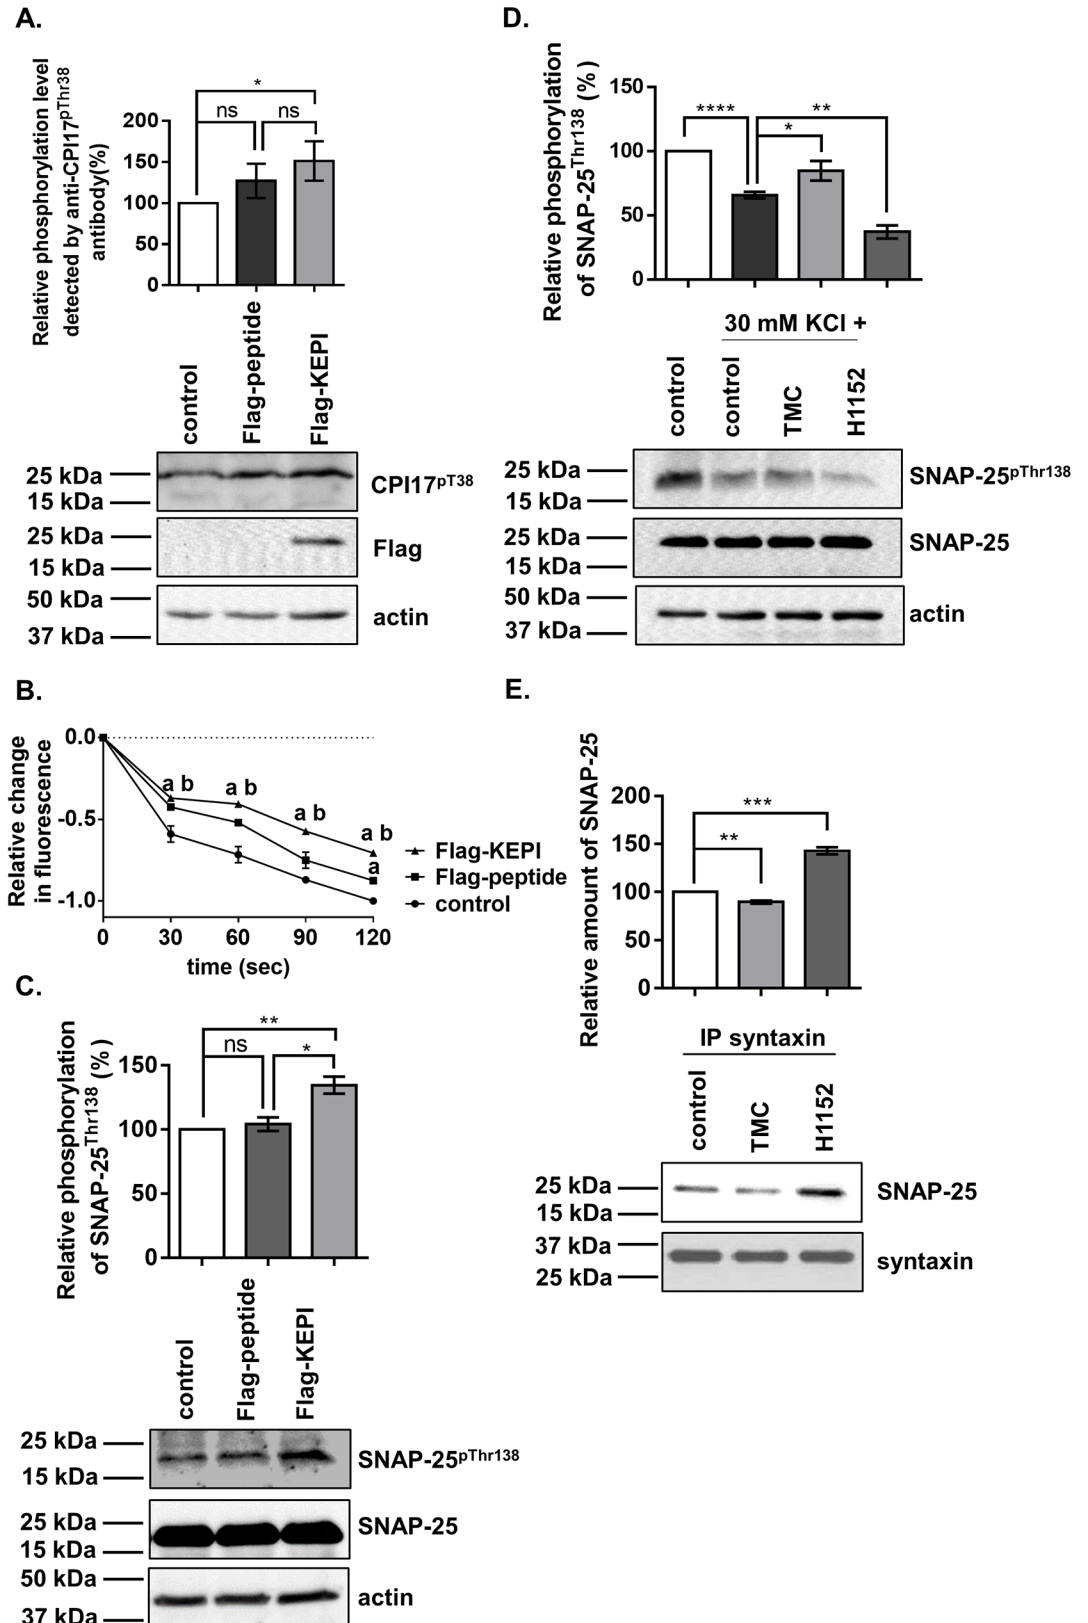 A.
Relative phosphorylation level
detected by anti-CPI17pThr38
antibody(%)
*
ns ns
200
150
100
50
0
control
Flag-peptide
Flag-KEPI
25 kDa
15 kDa
CPI17pT38
25 kDa
15 kDa
Flag
50 kDa
37 kDa
actin
B.
Relative change
in fluorescence
0.0
-0.5
-1.0
a b
a b
a b
a b
a
Flag-KEPI
Flag-peptide
control
0 30 60 90 120
time (sec)
C.
Relative phosphorylation
of SNAP-25Thr138 (%)
**
ns *
150
100
50
0
control
Flag-peptide
Flag-KEPI
25 kDa
15 kDa
SNAP-25pThr138
25 kDa
15 kDa
SNAP-25
50 kDa
37 kDa
actin
D.
Relative phosphorylation
of SNAP-25Thr138 (%)
**** **
*
150
100
50
0
30 mM KCl +
control
control
TMC
H1152
25 kDa
15 kDa
SNAP-25pThr138
25 kDa
15 kDa
SNAP-25
50 kDa
37 kDa
actin
E.
Relative amount of SNAP-25
***
**
200
150
100
50
0
IP syntaxin
control
TMC
H1152
25 kDa
15 kDa
SNAP-25
37 kDa
25 kDa
syntaxin